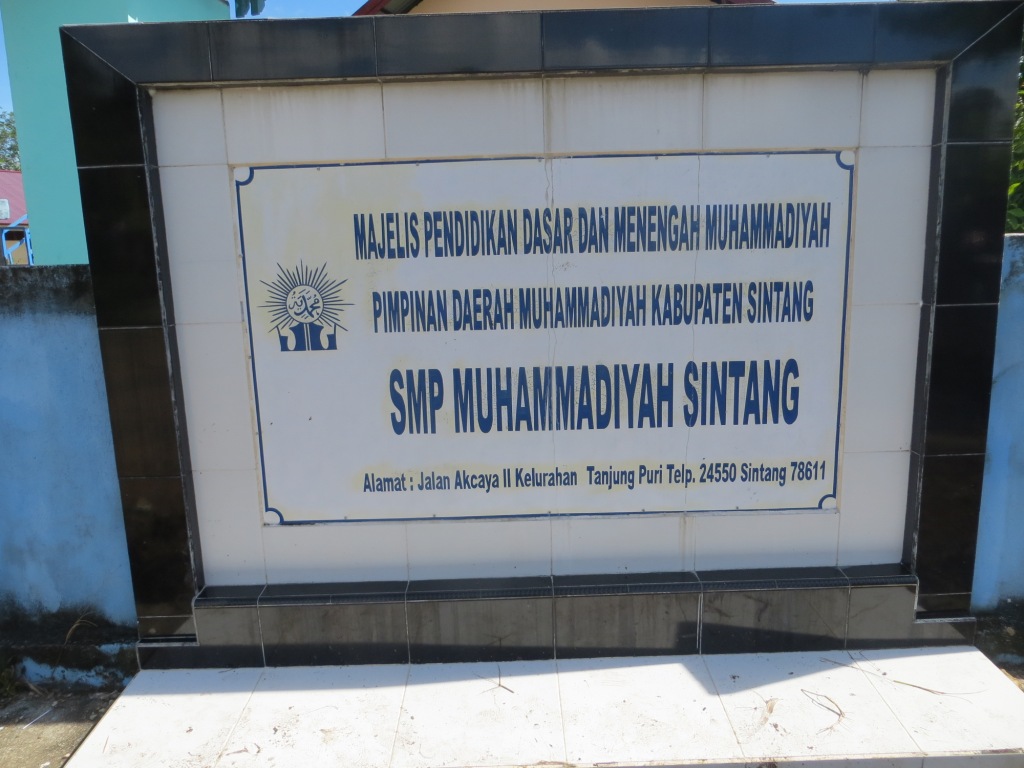 MAJELIS PENDIDIKAN DASAR DAN MENENGAH MUHAMMADIYAH
PIMPINAN DAERAH MUHAMMADIYAH KABUPATEN SINTANG
SMP MUHAMMADIYAH SINTANG
Alamat : Jalan Akcaya II Kelurahan Tanjung Puri Telp. 24550 Sintang 78611